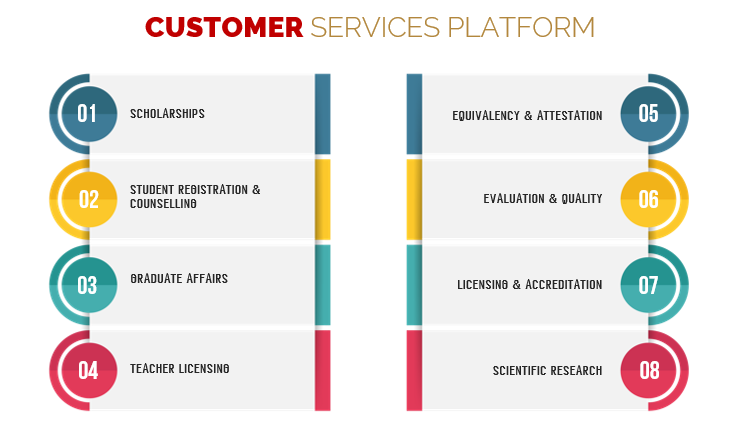 CUSTOMER SERVICES PLATFORM
01
SCHOLARSHIPS
02
STUDENT REGISTRATION &
COUNSELLING
03
GRADUATE AFFAIRS
04
TEACHER LICENSING
EQUIVALENCY & ATTESTATION
05
EVALUATION & QUALITY
06
LICENSING & ACCREDITATION
07
SCIENTIFIC RESEARCH
08